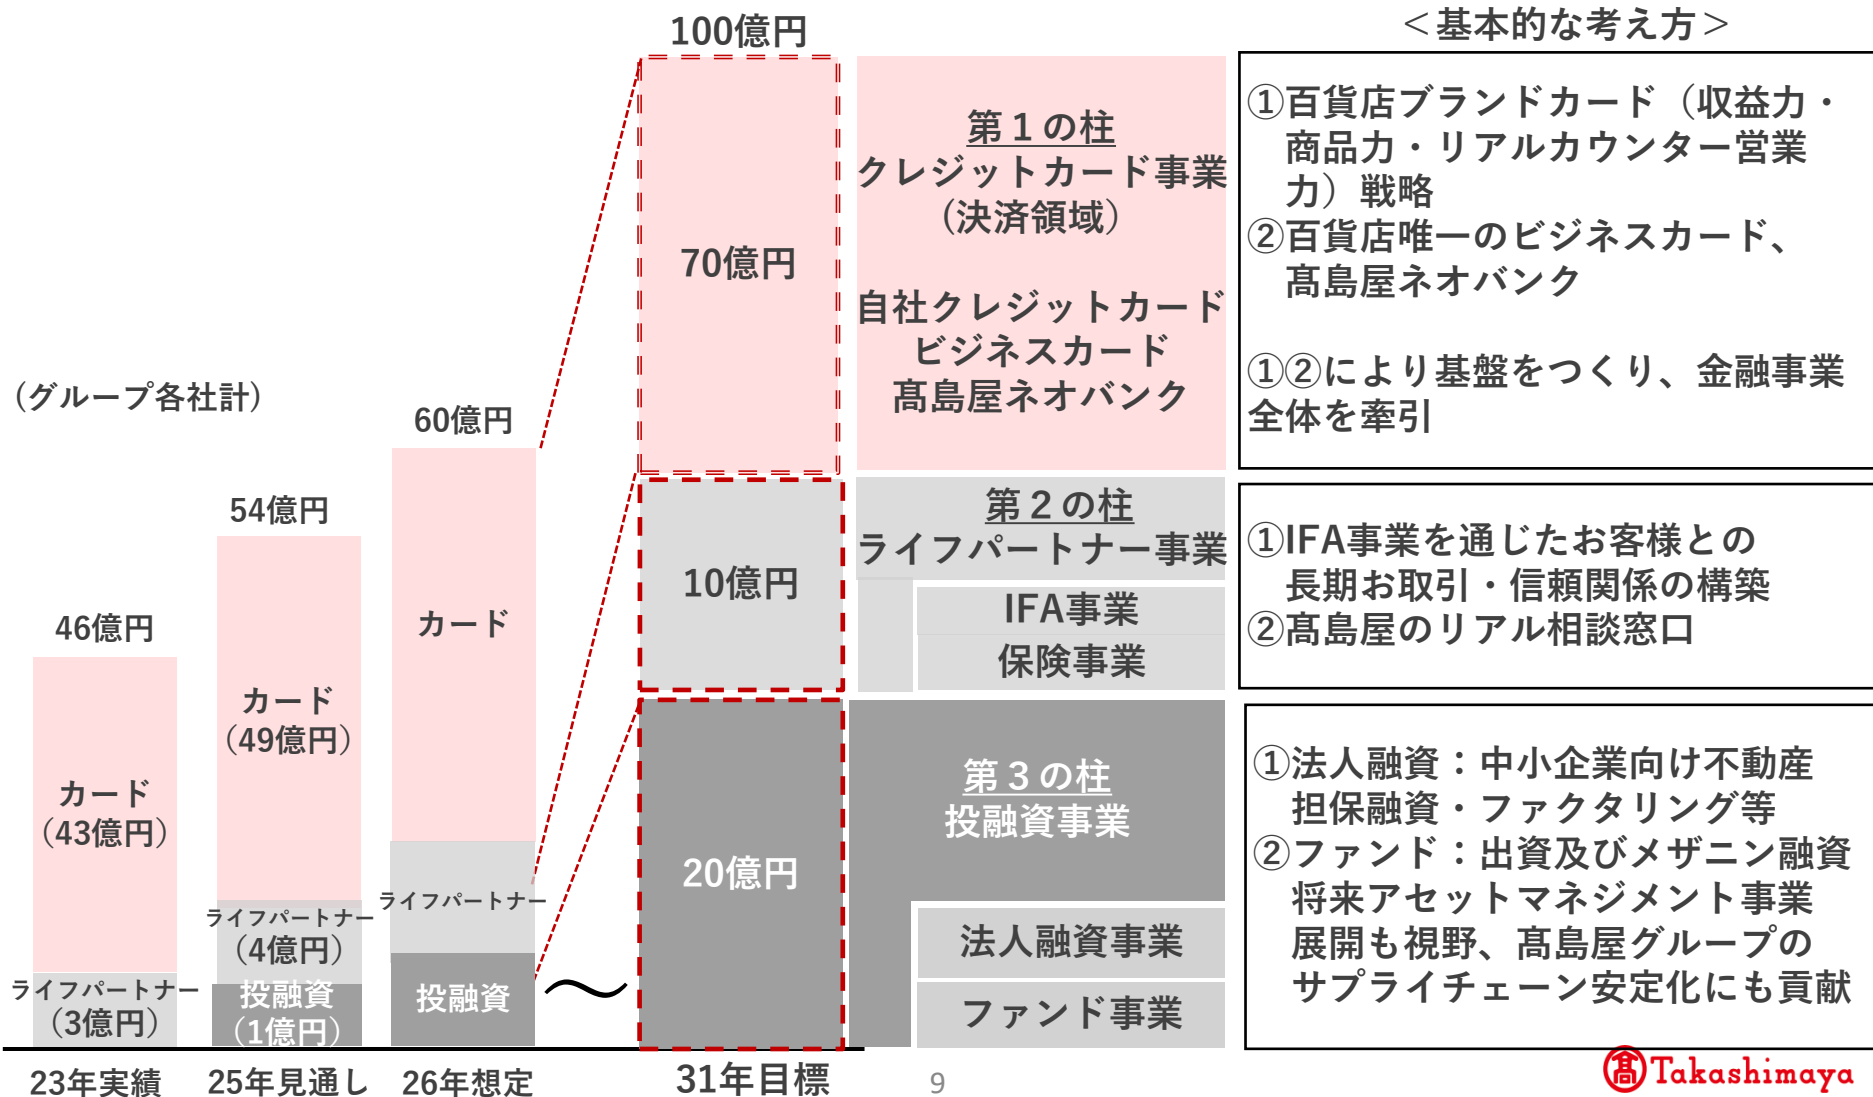 (グループ各社計)
46億円
カード
(43億円)
ライフパートナー
(3億円)
23年実績
54億円
カード
(49億円)
ライフパートナー
(4億円)
投融資
(1億円)
25年見通し
60億円
カード
ライフパートナー
投融資
26年想定
100億円
70億円
10億円
20億円
31年目標
第1の柱
クレジットカード事業
(決済領域)
自社クレジットカード
ビジネスカード
髙島屋ネオバンク
第2の柱
ライフパートナー事業
IFA事業
保険事業
第3の柱
投融資事業
法人融資事業
ファンド事業
＜基本的な考え方＞
①百貨店ブランドカード（収益力・
商品力・リアルカウンター営業
力）戦略
②百貨店唯一のビジネスカード、
髙島屋ネオバンク
①②により基盤をつくり、金融事業
全体を牽引
①IFA事業を通じたお客様との
長期お取引・信頼関係の構築
②髙島屋のリアル相談窓口
①法人融資：中小企業向け不動産
担保融資・ファクタリング等
②ファンド：出資及びメザニン融資
将来アセットマネジメント事業
展開も視野、髙島屋グループの
サプライチェーン安定化にも貢献
9
髙 Takashimaya